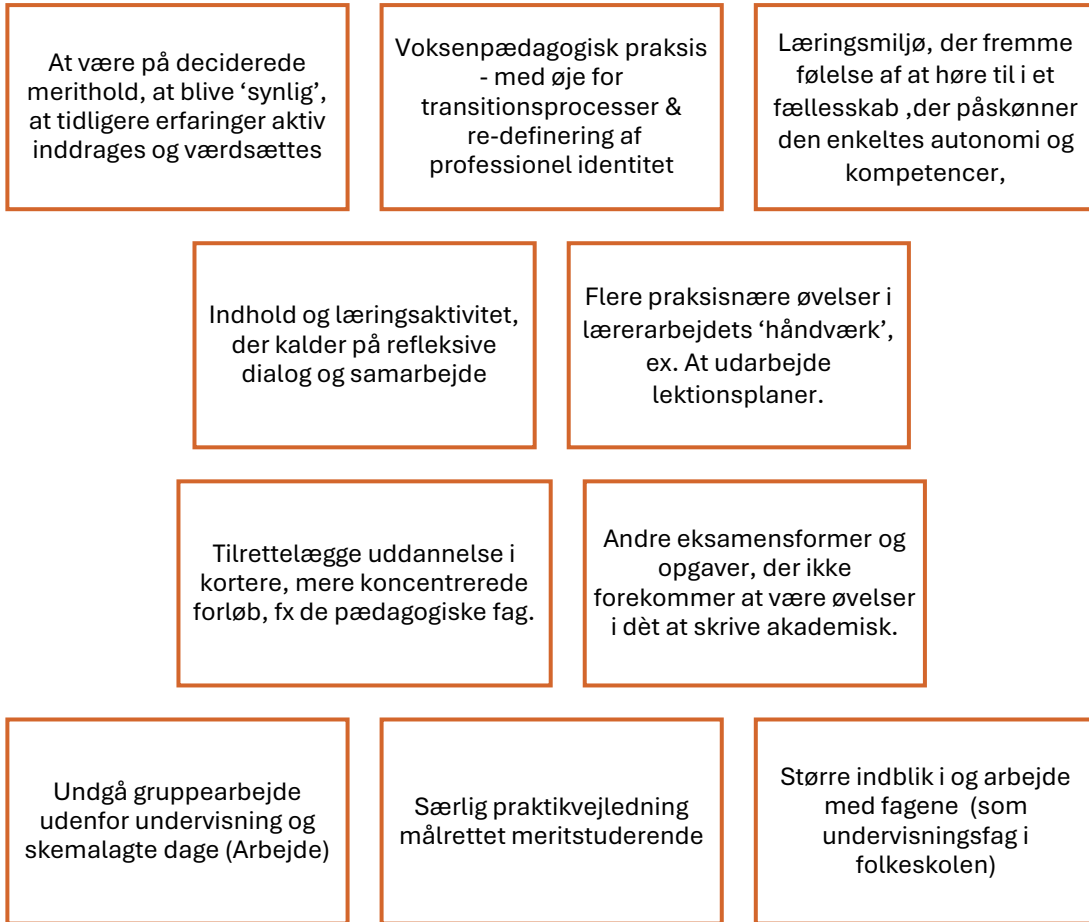 At være på deciderede
merithold, at blive ‘synlig’,
at tidligere erfaringer aktiv
inddrages og værdsættes
Voksenpædagogisk praksis
- med øje for
transitionsprocesser &
re-definering af
professionel identitet
Læringsmiljø, der fremme
følelse af at høre til i et
fællesskab ,der påskønner
den enkeltes autonomi og
kompetencer,
Indhold og læringsaktivitet,
der kalder på refleksive
dialog og samarbejde
Flere praksisnære øvelser i
lærerarbejdets ‘håndværk’,
ex. At udarbejde
lektionsplaner.
Tilrettelægge uddannelse i
kortere, mere koncentrerede
forløb, fx de pædagogiske fag.
Andre eksamensformer og
opgaver, der ikke
forekommer at være øvelser
i dèt at skrive akademisk.
Undgå gruppearbejde
udenfor undervisning og
skemalagte dage (Arbejde)
Særlig praktikvejledning
målrettet meritstuderende
Større indblik i og arbejde
med fagene  (som
undervisningsfag i
folkeskolen)